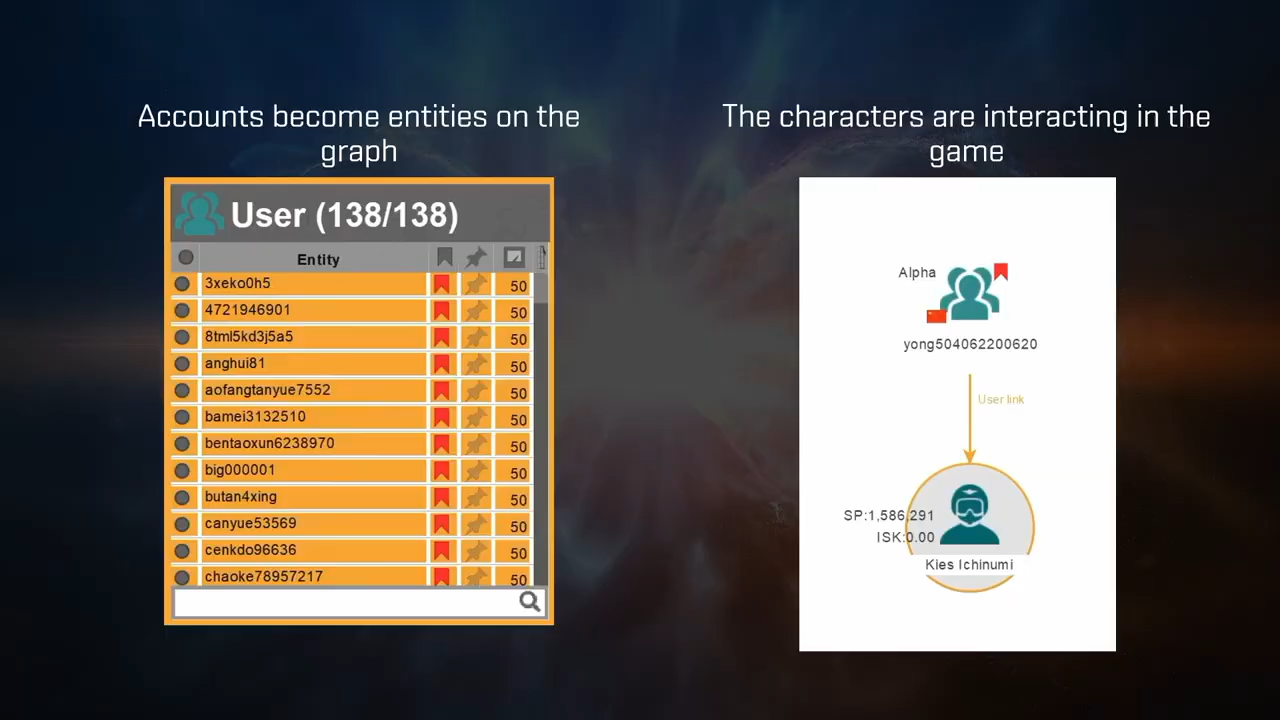 Accounts become entities on the
graph
User (138/138)
Entity
3xeko0h5 50
4721946901 50
8tml5kd3j5a5 50
anghui81 50
aofangtanyue7552 50
bamei3132510 50
bentaoxun6238970 50
big000001 50
butan4xing 50
canyue53569 50
cenkdo96636 50
chaoke78957217 50
The characters are interacting in the
game
Alpha
yong504062200620
User link
SP:1,586,291
ISK:0.00
Kies Ichinumi